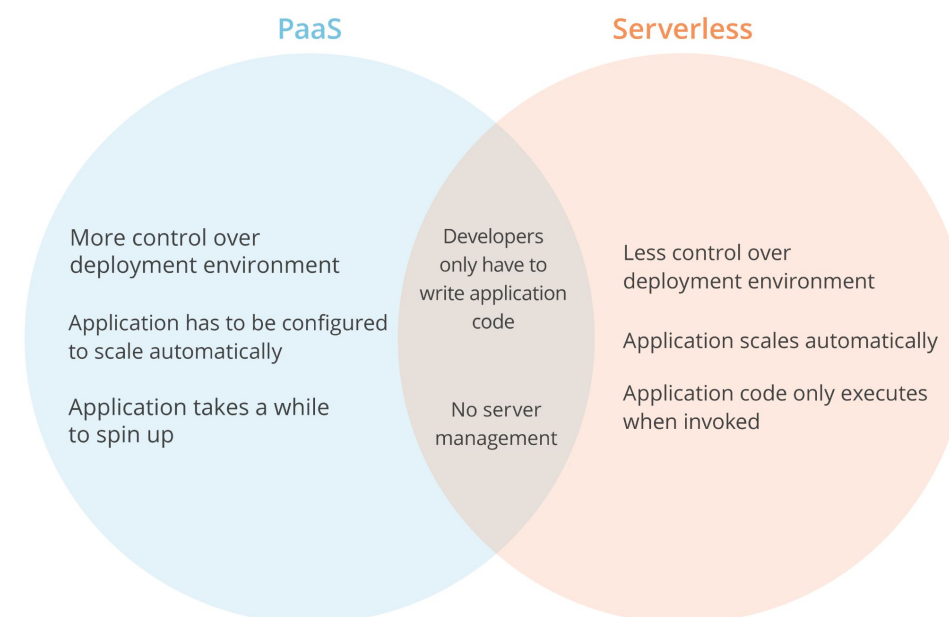 PaaS
Serverless
More control over
deployment environment
Application has to be configured
to scale automatically
Application takes a while
to spin up
Developers
only have to
write application
code
No server
management
Less control over
deployment environment
Application scales automatically
Application code only executes
when invoked